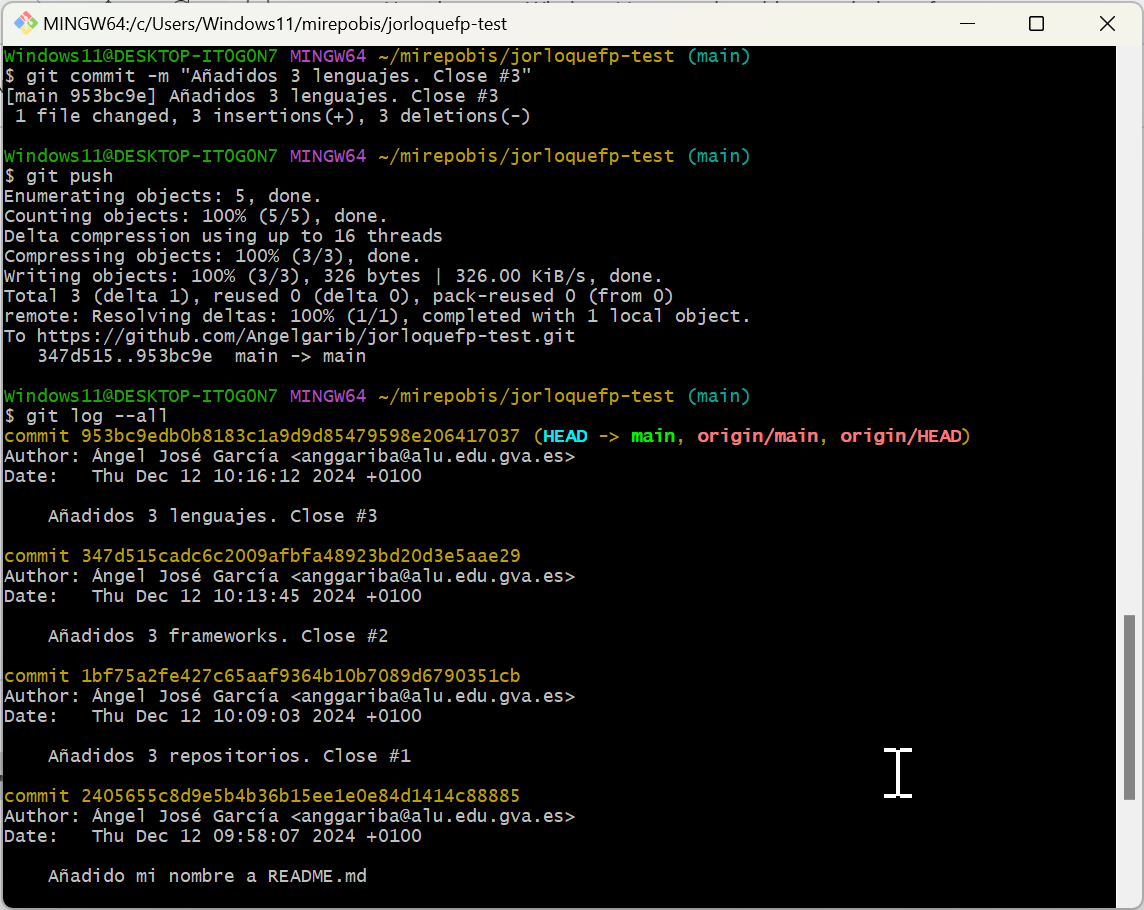 MINGW64:/c/Users/Windows11/mirepobis/jorloquefp-test
Windows11@DESKTOP-IT0G0N7 MINGW64 ~/mirepobis/jorloquefp-test (main)
$ git commit -m "Añadidos 3 lenguajes. Close #3"
[main 953bc9e] Añadidos 3 lenguajes. Close #3
 1 file changed, 3 insertions(+), 3 deletions(-)
Windows11@DESKTOP-IT0G0N7 MINGW64 ~/mirepobis/jorloquefp-test (main)
$ git push
Enumerating objects: 5, done.
Counting objects: 100% (5/5), done.
Delta compression using up to 16 threads
Compressing objects: 100% (3/3), done.
Writing objects: 100% (3/3), 326 bytes | 326.00 KiB/s, done.
Total 3 (delta 1), reused 0 (delta 0), pack-reused 0 (from 0)
remote: Resolving deltas: 100% (1/1), completed with 1 local object.
To https://github.com/Angelgarib/jorloquefp-test.git
   347d515..953bc9e  main -> main
Windows11@DESKTOP-IT0G0N7 MINGW64 ~/mirepobis/jorloquefp-test (main)
$ git log --all
commit 953bc9edb0b8183c1a9d9d85479598e206417037 (HEAD -> main, origin/main, origin/HEAD)
Author: Ángel José García <anggariba@alu.edu.gva.es>
Date:   Thu Dec 12 10:16:12 2024 +0100
    Añadidos 3 lenguajes. Close #3
commit 347d515cadc6c2009afbfa48923bd20d3e5aae29
Author: Ángel José García <anggariba@alu.edu.gva.es>
Date:   Thu Dec 12 10:13:45 2024 +0100
    Añadidos 3 frameworks. Close #2
commit 1bf75a2fe427c65aaf9364b10b7089d6790351cb
Author: Ángel José García <anggariba@alu.edu.gva.es>
Date:   Thu Dec 12 10:09:03 2024 +0100
    Añadidos 3 repositorios. Close #1
commit 2405655c8d9e5b4b36b15ee1e0e84d1414c88885
Author: Ángel José García <anggariba@alu.edu.gva.es>
Date:   Thu Dec 12 09:58:07 2024 +0100
    Añadido mi nombre a README.md